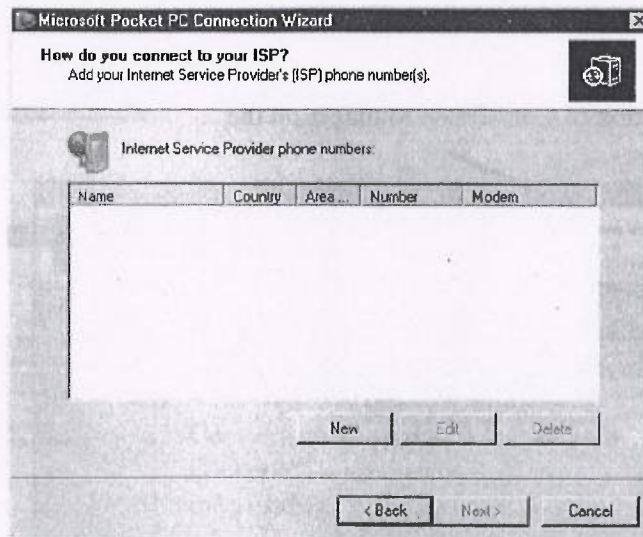 Microsoft Pocket PC Connection Wizard
How do you connect to your ISP?
Add your Internet Service Provider's (ISP) phone number(s).
Internet Service Provider phone numbers:
Name Country Area ... Number Modem
New Edit Delete
< Back Next > Cancel